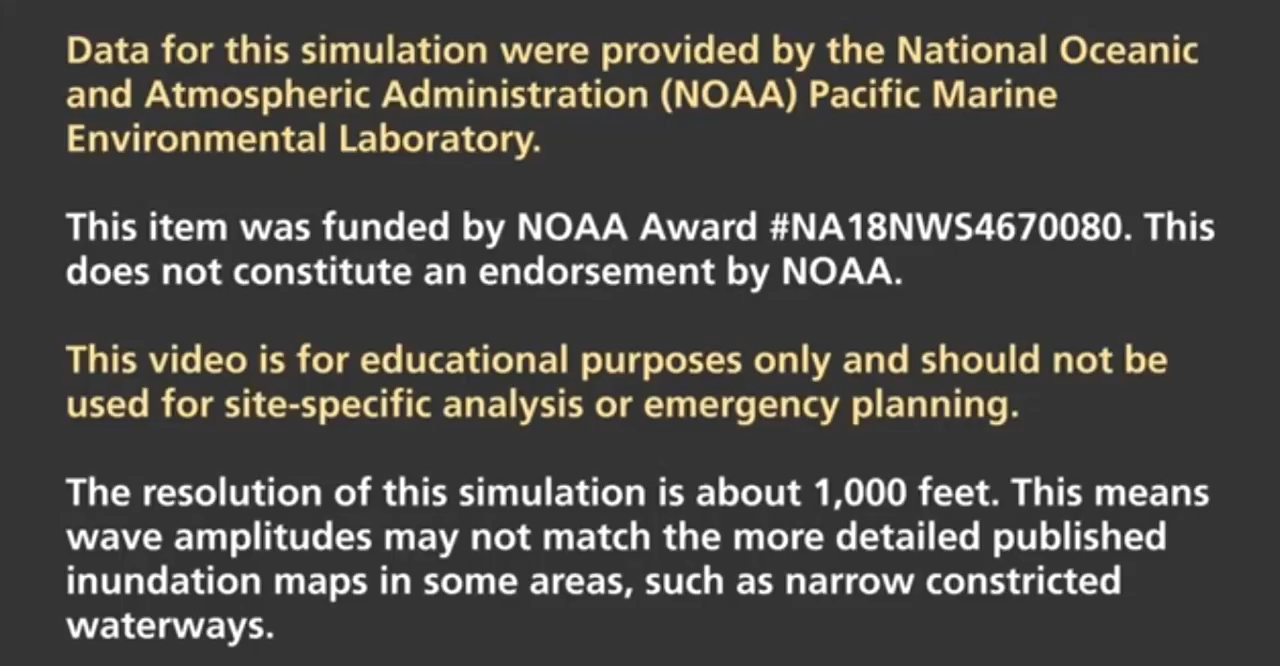 Data for this simulation were provided by the National Oceanic
and Atmospheric Administration (NOAA) Pacific Marine
Environmental Laboratory.
This item was funded by NOAA Award #NA18NWS4670080. This
does not constitute an endorsement by NOAA.
This video is for educational purposes only and should not be
used for site-specific analysis or emergency planning.
The resolution of this simulation is about 1,000 feet. This means
wave amplitudes may not match the more detailed published
inundation maps in some areas, such as narrow constricted
waterways.